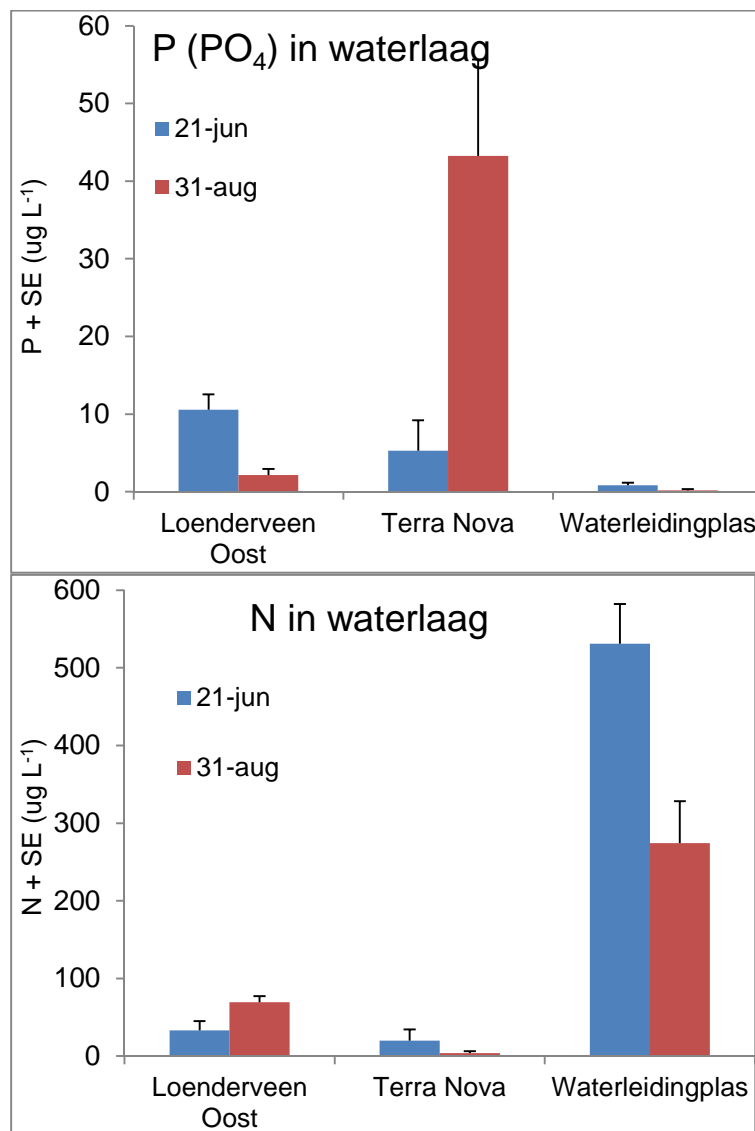 P (PO₄) in waterlaag
21-jun
31-aug
P + SE (ug L⁻¹)
60
50
40
30
20
10
0
Loenderveen
Oost
Terra Nova
Waterleidingplas
N in waterlaag
21-jun
31-aug
N + SE (ug L⁻¹)
600
500
400
300
200
100
0
Loenderveen
Oost
Terra Nova
Waterleidingplas